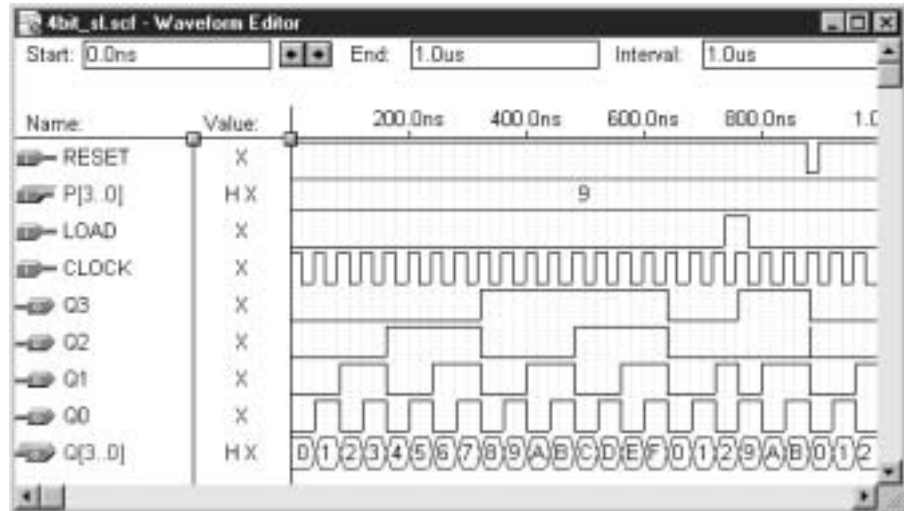 4bit_sl.scf - Waveform Editor
Start: 0.0ns End: 1.0us Interval: 1.0us
Name: Value: 200.0ns 400.0ns 600.0ns 800.0ns 1.0
RESET X
P[3..0] H X 9
LOAD X
CLOCK X
Q3 X
Q2 X
Q1 X
Q0 X
Q[3..0] H X 0 1 2 3 4 5 6 7 8 9 A B C D E F 0 1 2 9 A B 0 1 2